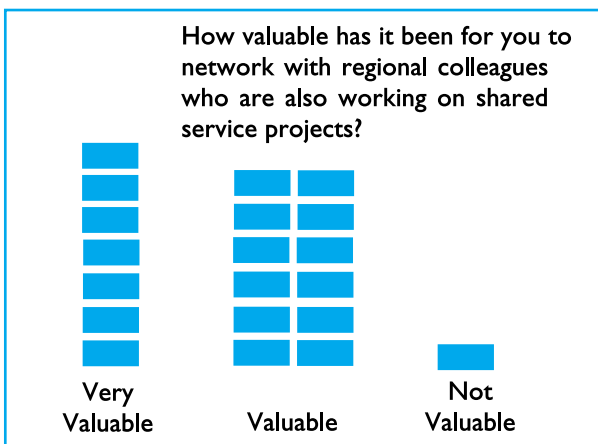 How valuable has it been for you to
network with regional colleagues
who are also working on shared
service projects?
Very
Valuable
Valuable
Not
Valuable